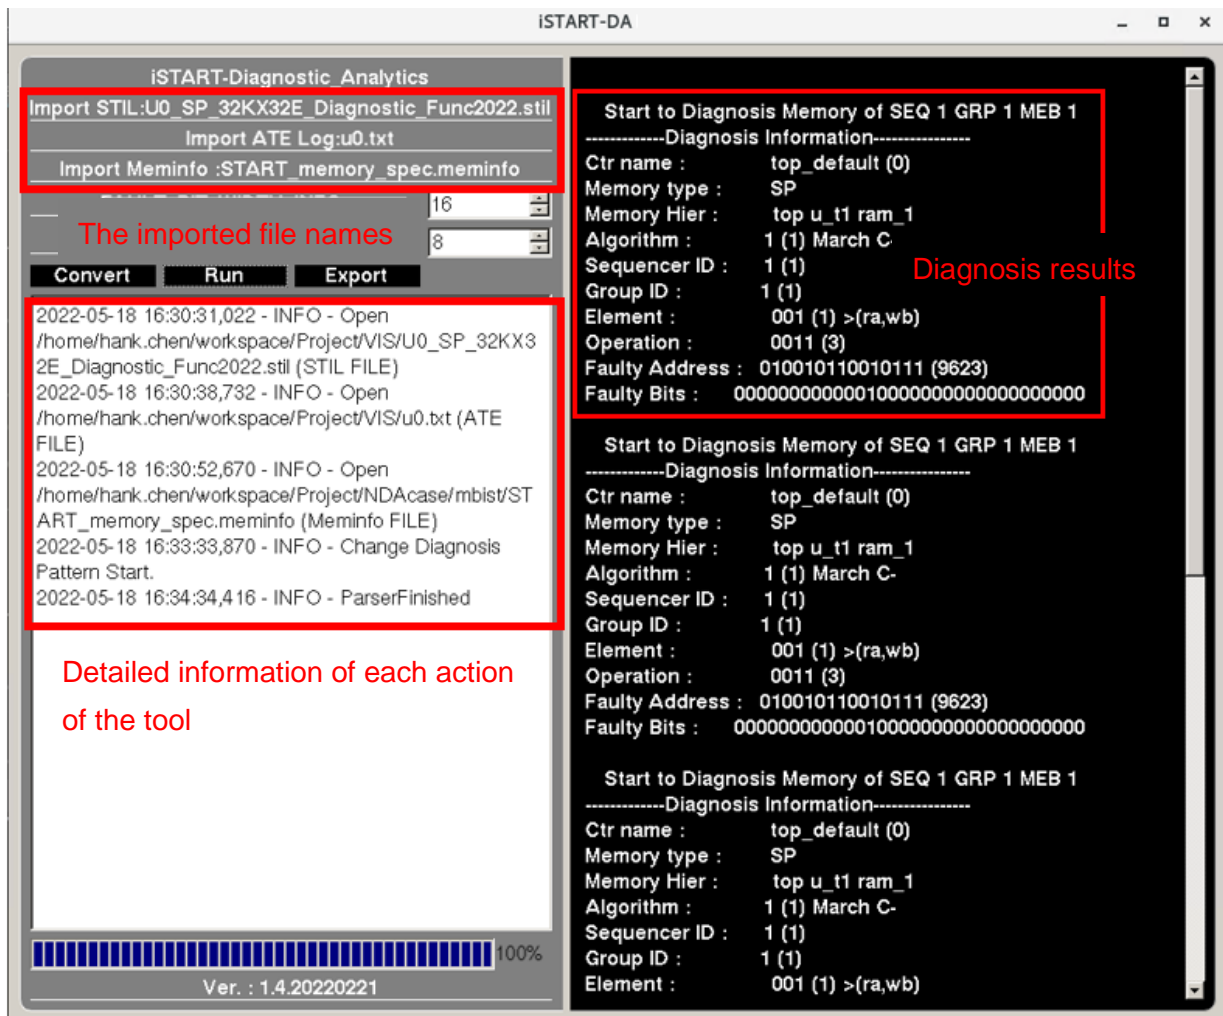 iSTART-DA
iSTART-Diagnostic_Analytics
Import STIL:U0_SP_32KX32E_Diagnostic_Func2022.stil
Import ATE Log:u0.txt
Import Meminfo :START_memory_spec.meminfo
16
The imported file names
8
Convert Run Export
2022-05-18 16:30:31,022 - INFO - Open
/home/hank.chen/workspace/Project/VIS/U0_SP_32KX3
2E_Diagnostic_Func2022.stil (STIL FILE)
2022-05-18 16:30:38,732 - INFO - Open
/home/hank.chen/workspace/Project/VIS/u0.txt (ATE
FILE)
2022-05-18 16:30:52,670 - INFO - Open
/home/hank.chen/workspace/Project/NDAcase/mbist/ST
ART_memory_spec.meminfo (Meminfo FILE)
2022-05-18 16:33:33,870 - INFO - Change Diagnosis
Pattern Start.
2022-05-18 16:34:34,416 - INFO - ParserFinished
Detailed information of each action
of the tool
100%
Ver. : 1.4.20220221
Start to Diagnosis Memory of SEQ 1 GRP 1 MEB 1
-------------Diagnosis Information----------------
Ctr name : top_default (0)
Memory type : SP
Memory Hier : top u_t1 ram_1
Algorithm : 1 (1) March C-
Sequencer ID : 1 (1)
Diagnosis results
Group ID : 1 (1)
Element : 001 (1) >(ra,wb)
Operation : 0011 (3)
Faulty Address : 010010110010111 (9623)
Faulty Bits : 00000000000010000000000000000000
Start to Diagnosis Memory of SEQ 1 GRP 1 MEB 1
-------------Diagnosis Information----------------
Ctr name : top_default (0)
Memory type : SP
Memory Hier : top u_t1 ram_1
Algorithm : 1 (1) March C-
Sequencer ID : 1 (1)
Group ID : 1 (1)
Element : 001 (1) >(ra,wb)
Operation : 0011 (3)
Faulty Address : 010010110010111 (9623)
Faulty Bits : 00000000000010000000000000000000
Start to Diagnosis Memory of SEQ 1 GRP 1 MEB 1
-------------Diagnosis Information----------------
Ctr name : top_default (0)
Memory type : SP
Memory Hier : top u_t1 ram_1
Algorithm : 1 (1) March C-
Sequencer ID : 1 (1)
Group ID : 1 (1)
Element : 001 (1) >(ra,wb)